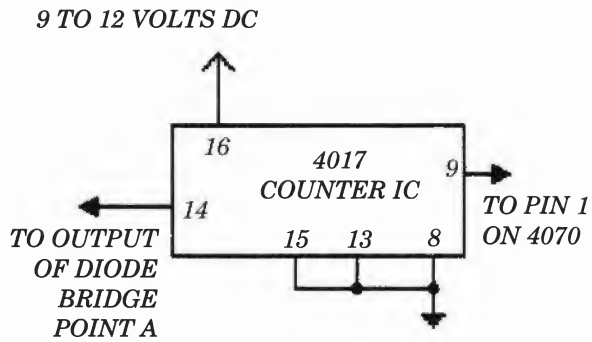 9 TO 12 VOLTS DC
16
4017
COUNTER IC
9
14
TO PIN 1
ON 4070
TO OUTPUT
OF DIODE
BRIDGE
POINT A
15 13 8